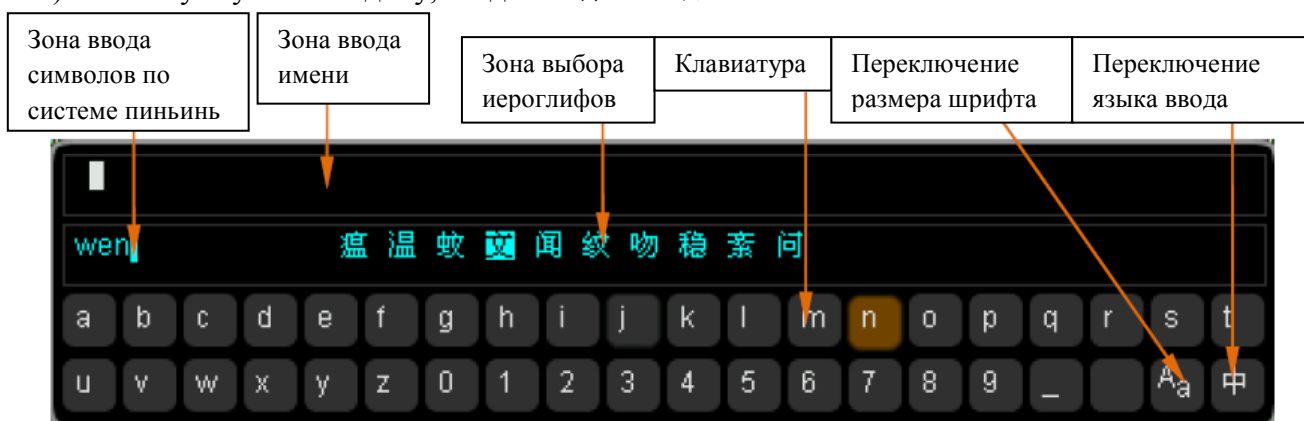 Зона ввода
символов по
системе пиньинь
Зона ввода
имени
Зона выбора
иероглифов
Клавиатура
Переключение
размера шрифта
Переключение
языка ввода
wen
瘟 温 蚊 文 闻 纹 吻 稳 紊 问
a b c d e f g h i j k l m n o p q r s t
u v w x y z 0 1 2 3 4 5 6 7 8 9 _ Aa 中